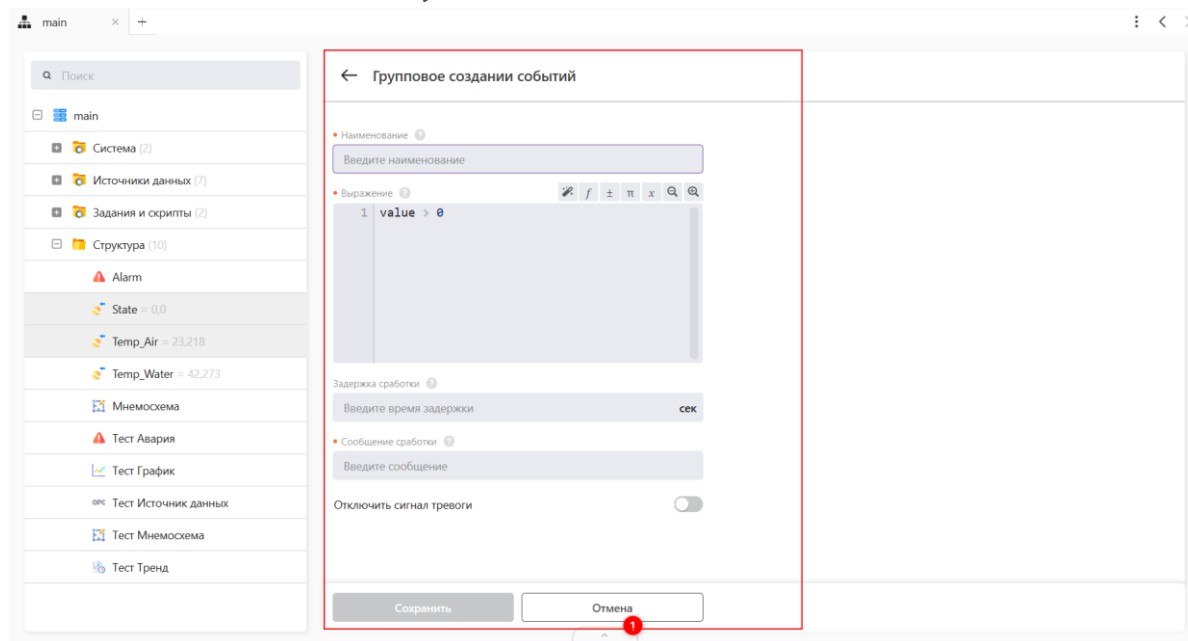 main × +
Поиск
main
Система (2)
Источники данных (7)
Задания и скрипты (2)
Структура (10)
Alarm
State = 0,0
Temp_Air = 23,218
Temp_Water = 42,273
Мнемосхема
Тест Авария
Тест График
OPC Тест Источник данных
Тест Мнемосхема
Тест Тренд
← Групповое создании событий
• Наименование ?
Введите наименование
• Выражение ? f ± π x
1 value > 0
Задержка сработки ?
Введите время задержки сек
• Сообщение сработки ?
Введите сообщение
Отключить сигнал тревоги
Сохранить Отмена
1